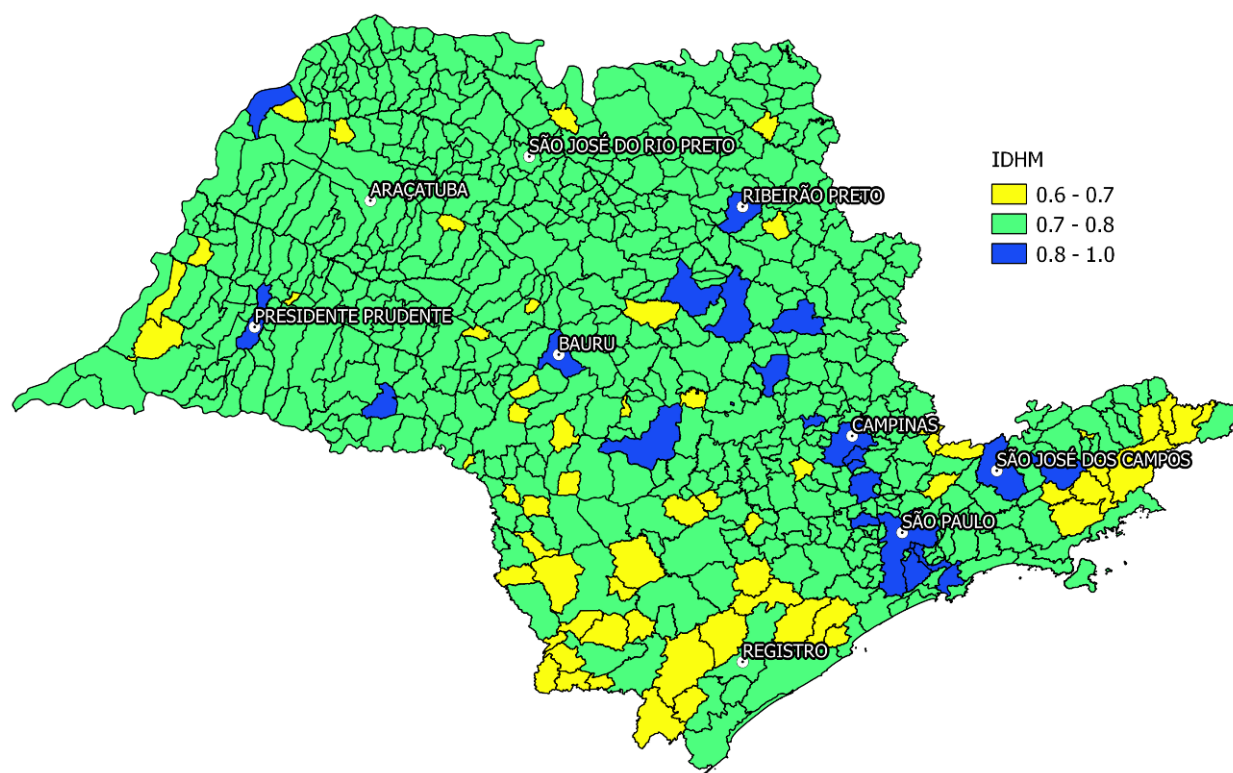 SÃO JOSÉ DO RIO PRETO
IDHM
0.6 - 0.7
ARAÇATUBA
RIBEIRÃO PRETO
0.7 - 0.8
0.8 - 1.0
PRESIDENTE PRUDENTE
BAURU
CAMPINAS
SÃO JOSÉ DOS CAMPOS
SÃO PAULO
REGISTRO